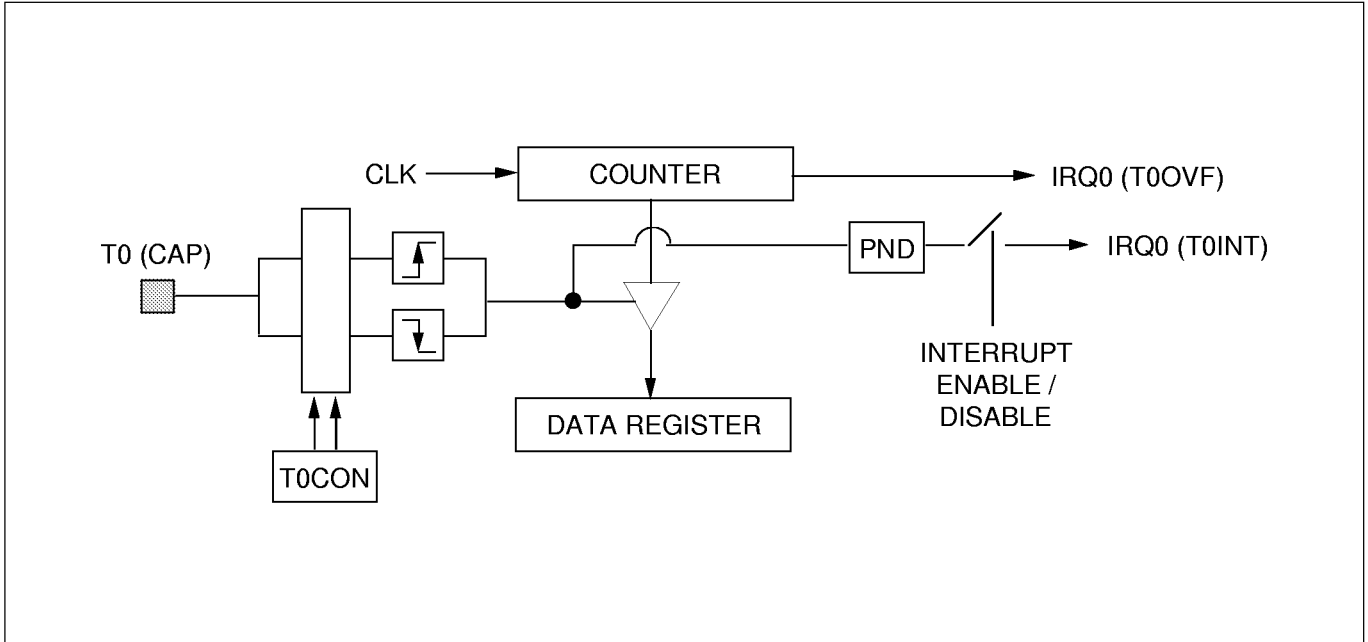 CLK
COUNTER
IRQ0 (T0OVF)
T0 (CAP)
PND
IRQ0 (T0INT)
INTERRUPT
ENABLE /
DISABLE
DATA REGISTER
T0CON